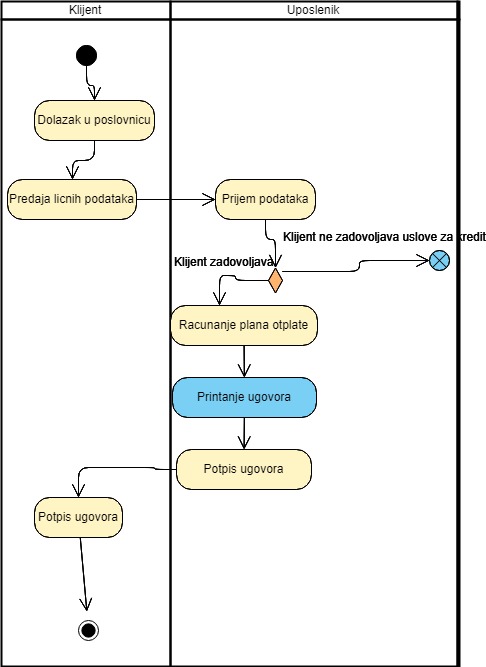 Klijent
Uposlenik
Dolazak u poslovnicu
Predaja licnih podataka
Prijem podataka
Klijent ne zadovoljava uslove za kredit
Klijent zadovoljava
Racunanje plana otplate
Printanje ugovora
Potpis ugovora
Potpis ugovora